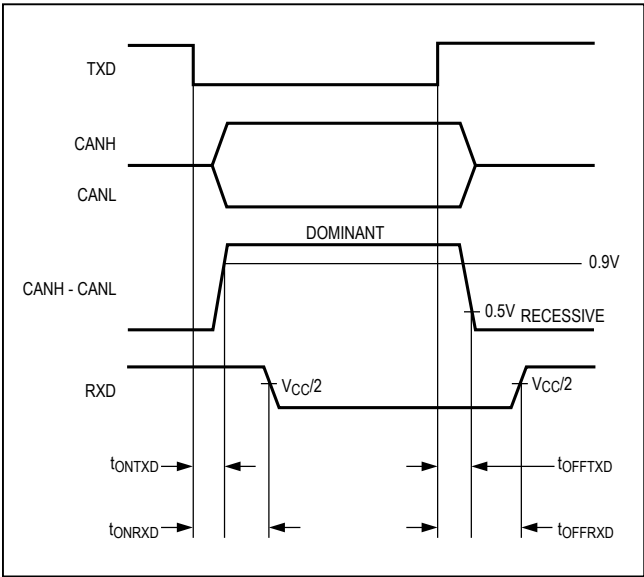 TXD
CANH
CANL
DOMINANT
0.9V
CANH - CANL
0.5V RECESSIVE
RXD
VCC/2
VCC/2
tONTXD
tOFFTXD
tONRXD
tOFFRXD